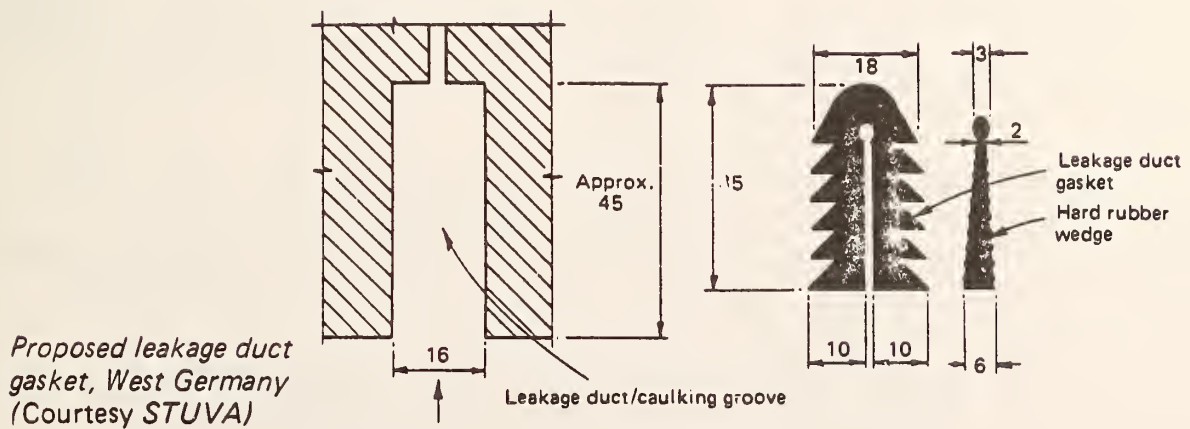 3
18
2
Leakage duct
gasket
Approx.
45
Hard rubber
wedge
10
10
6
16
Leakage duct/caulking groove
Proposed leakage duct
gasket, West Germany
(Courtesy STUVA)